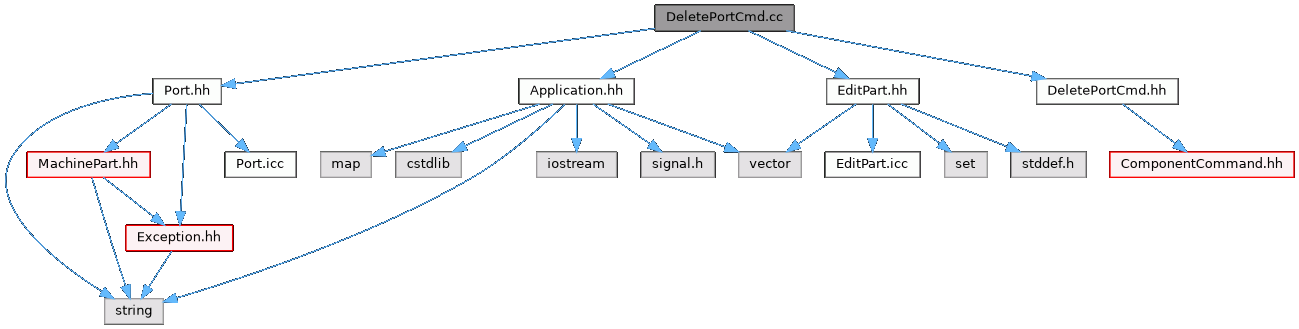 DeletePortCmd.cc
Port.hh
Application.hh
EditPart.hh
DeletePortCmd.hh
MachinePart.hh
Port.icc
map
cstdlib
iostream
signal.h
vector
EditPart.icc
set
stddef.h
ComponentCommand.hh
Exception.hh
string